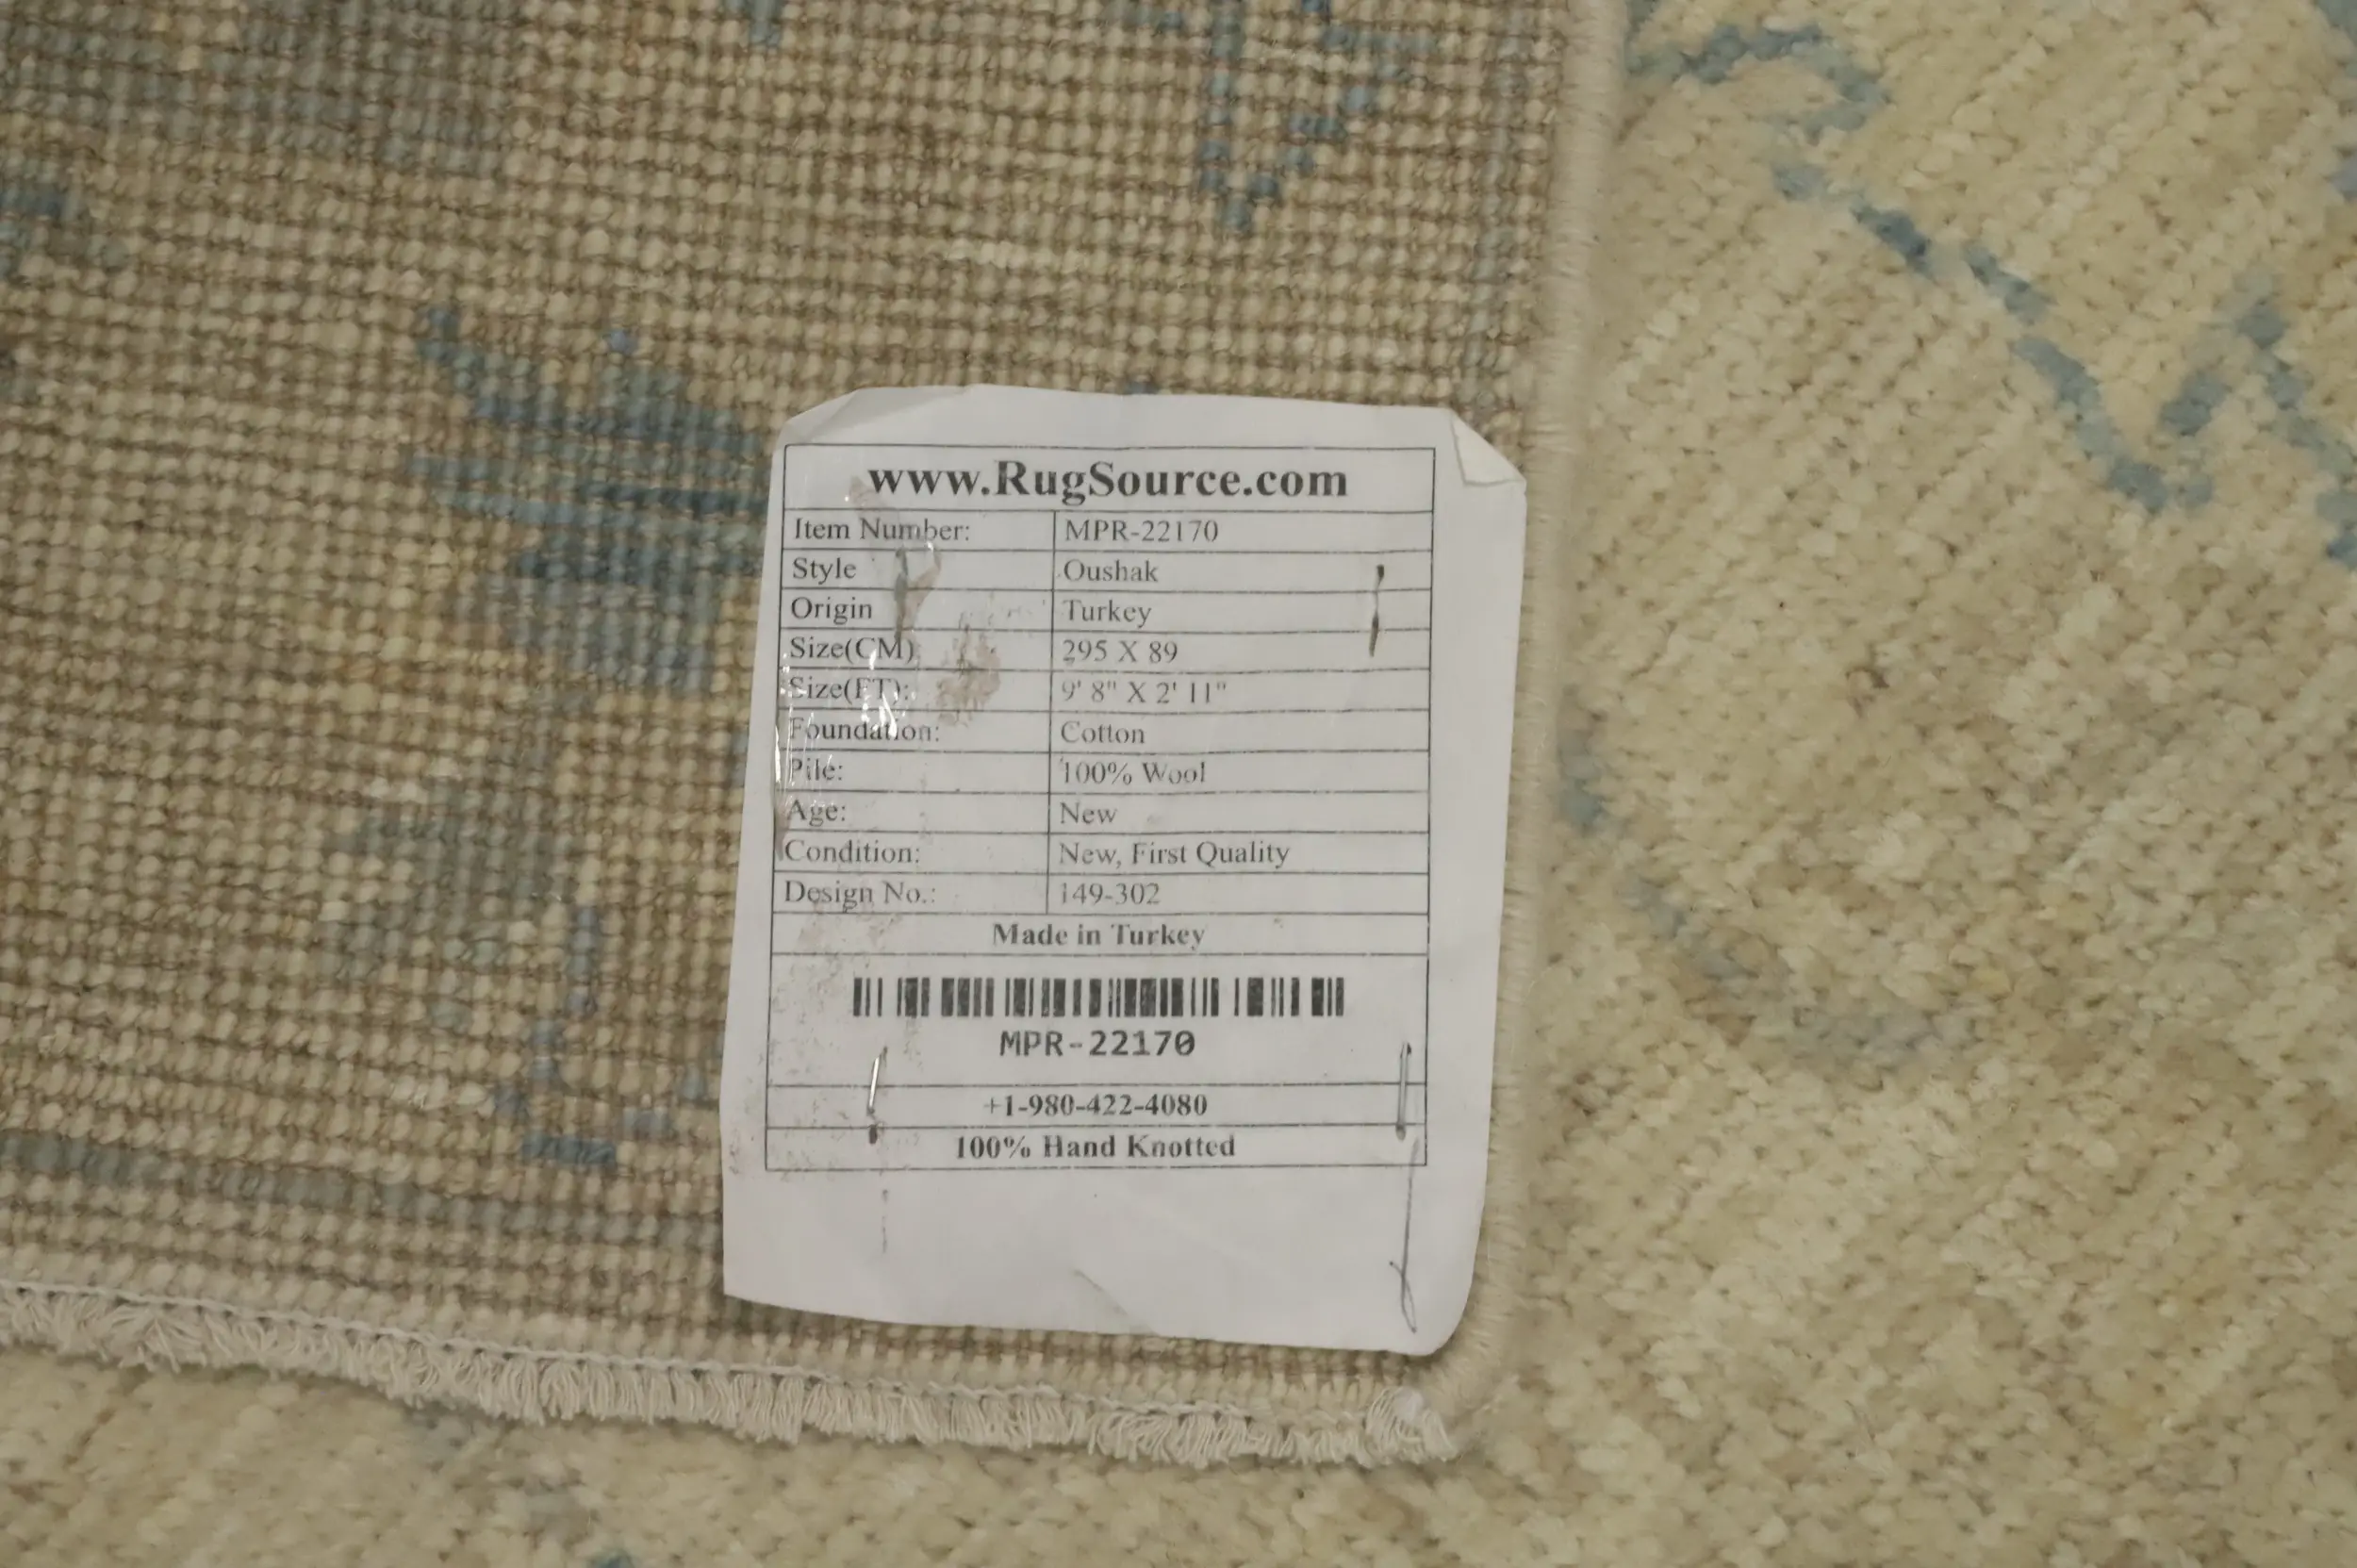 www.RugSource.com
Item Number: MPR-22170
Style Oushak
Origin Turkey
Size(CM) 295 X 89
Size(FT): 9' 8" X 2' 11"
Foundation: Cotton
Pile: 100% Wool
Age: New
Condition: New, First Quality
Design No.: 149-302
Made in Turkey
MPR-22170
+1-980-422-4080
100% Hand Knotted